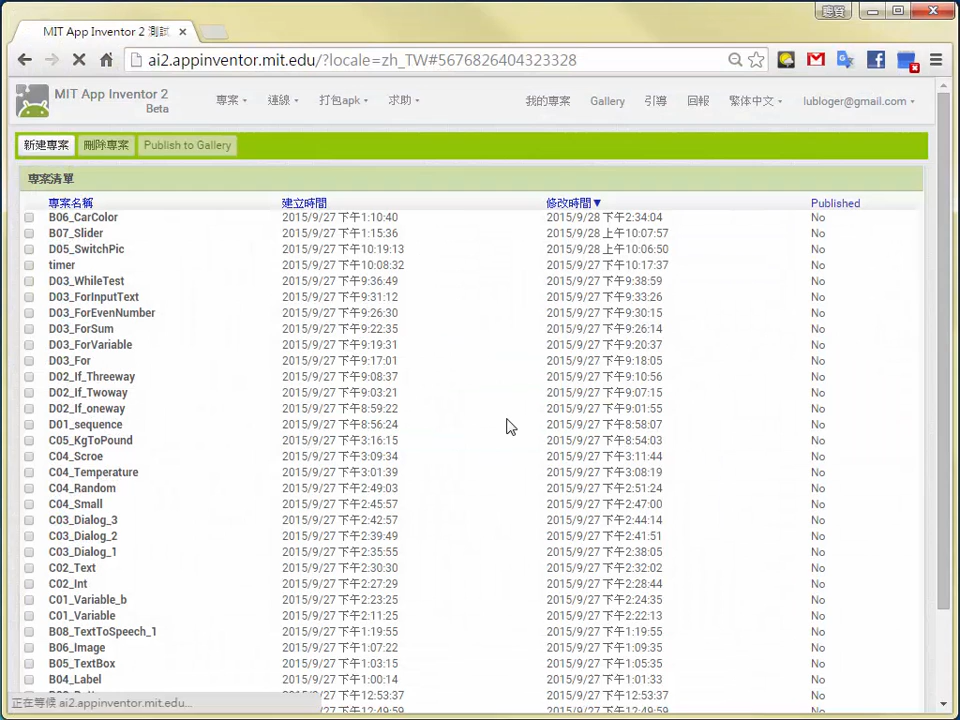 MIT App Inventor 2 測試
ai2.appinventor.mit.edu/?locale=zh_TW#5676826404323328
MIT App Inventor 2
Beta
專案 連線 打包apk 求助 我的專案 Gallery 引導 回報 繁体中文 lubloger@gmail.com
新建專案 刪除專案 Publish to Gallery
專案清單
專案名稱 建立時間 修改時間▼ Published
B06_CarColor 2015/9/27 下午1:10:40 2015/9/28 下午2:34:04 No
B07_Slider 2015/9/27 下午1:15:36 2015/9/28 上午10:07:57 No
D05_SwitchPic 2015/9/27 下午10:19:13 2015/9/28 上午10:06:50 No
timer 2015/9/27 下午10:08:32 2015/9/27 下午10:17:37 No
D03_WhileTest 2015/9/27 下午9:36:49 2015/9/27 下午9:38:59 No
D03_ForInputText 2015/9/27 下午9:31:12 2015/9/27 下午9:33:26 No
D03_ForEvenNumber 2015/9/27 下午9:26:30 2015/9/27 下午9:30:15 No
D03_ForSum 2015/9/27 下午9:22:35 2015/9/27 下午9:26:14 No
D03_ForVariable 2015/9/27 下午9:19:31 2015/9/27 下午9:20:37 No
D03_For 2015/9/27 下午9:17:01 2015/9/27 下午9:18:05 No
D02_If_Threeway 2015/9/27 下午9:08:37 2015/9/27 下午9:10:56 No
D02_If_Twoway 2015/9/27 下午9:03:21 2015/9/27 下午9:07:15 No
D02_If_oneway 2015/9/27 下午8:59:22 2015/9/27 下午9:01:55 No
D01_sequence 2015/9/27 下午8:56:24 2015/9/27 下午8:58:07 No
C05_KgToPound 2015/9/27 下午3:16:15 2015/9/27 下午8:54:03 No
C04_Scroe 2015/9/27 下午3:09:34 2015/9/27 下午3:11:44 No
C04_Temperature 2015/9/27 下午3:01:39 2015/9/27 下午3:08:19 No
C04_Random 2015/9/27 下午2:49:03 2015/9/27 下午2:51:24 No
C04_Small 2015/9/27 下午2:45:57 2015/9/27 下午2:47:00 No
C03_Dialog_3 2015/9/27 下午2:42:57 2015/9/27 下午2:44:14 No
C03_Dialog_2 2015/9/27 下午2:39:49 2015/9/27 下午2:41:51 No
C03_Dialog_1 2015/9/27 下午2:35:55 2015/9/27 下午2:38:05 No
C02_Text 2015/9/27 下午2:30:30 2015/9/27 下午2:32:02 No
C02_Int 2015/9/27 下午2:27:29 2015/9/27 下午2:28:44 No
C01_Variable_b 2015/9/27 下午2:23:25 2015/9/27 下午2:24:35 No
C01_Variable 2015/9/27 下午2:11:25 2015/9/27 下午2:22:13 No
B08_TextToSpeech_1 2015/9/27 下午1:19:55 2015/9/27 下午1:19:55 No
B06_Image 2015/9/27 下午1:07:22 2015/9/27 下午1:09:35 No
B05_TextBox 2015/9/27 下午1:03:15 2015/9/27 下午1:05:35 No
B04_Label 2015/9/27 下午1:00:14 2015/9/27 下午1:01:33 No
2015/9/27 下午12:53:37 2015/9/27 下午12:53:37 No
正在等候 ai2.appinventor.mit.edu...